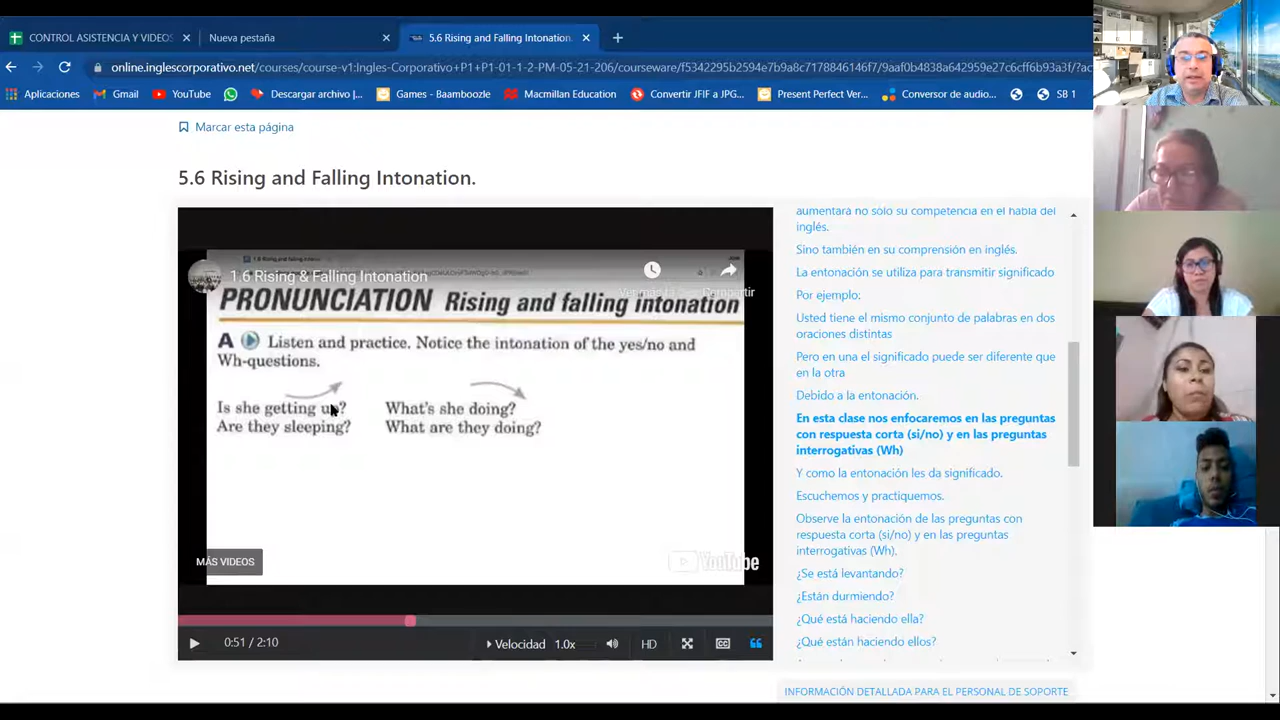 CONTROL ASISTENCIA Y VIDEOS
Nueva pestaña
5.6 Rising and Falling Intonation.
online.inglescorporativo.net/courses/course-v1:Ingles-Corporativo+P1+P1-01-1-2-PM-05-21-206/courseware/f5342295b2594e7b9a8c7178846146f7/9aaf0b4838a642959e27c6cff6b93a3f/?ac
Aplicaciones
Gmail
YouTube
Descargar archivo |...
Games - Baamboozle
Macmillan Education
Convertir JFIF a JPG...
Present Perfect Ver...
Conversor de audio...
SB 1
Marcar esta página
5.6 Rising and Falling Intonation.
1.6 Rising & Falling Intonation
PRONUNCIATION Rising and falling intonation
A Listen and practice. Notice the intonation of the yes/no and
Wh-questions.
Is she getting up? What's she doing?
Are they sleeping? What are they doing?
MÁS VIDEOS
YouTube
0:51 / 2:10
Velocidad 1.0x
HD
CC
aumentará no sólo su competencia en el habla del
inglés.
Sino también en su comprensión en inglés.
La entonación se utiliza para transmitir significado
Por ejemplo:
Usted tiene el mismo conjunto de palabras en dos
oraciones distintas
Pero en una el significado puede ser diferente que
en la otra
Debido a la entonación.
En esta clase nos enfocaremos en las preguntas
con respuesta corta (si/no) y en las preguntas
interrogativas (Wh)
Y como la entonación les da significado.
Escuchemos y practiquemos.
Observe la entonación de las preguntas con
respuesta corta (si/no) y en las preguntas
interrogativas (Wh).
¿Se está levantando?
¿Están durmiendo?
¿Qué está haciendo ella?
¿Qué están haciendo ellos?
INFORMACIÓN DETALLADA PARA EL PERSONAL DE SOPORTE